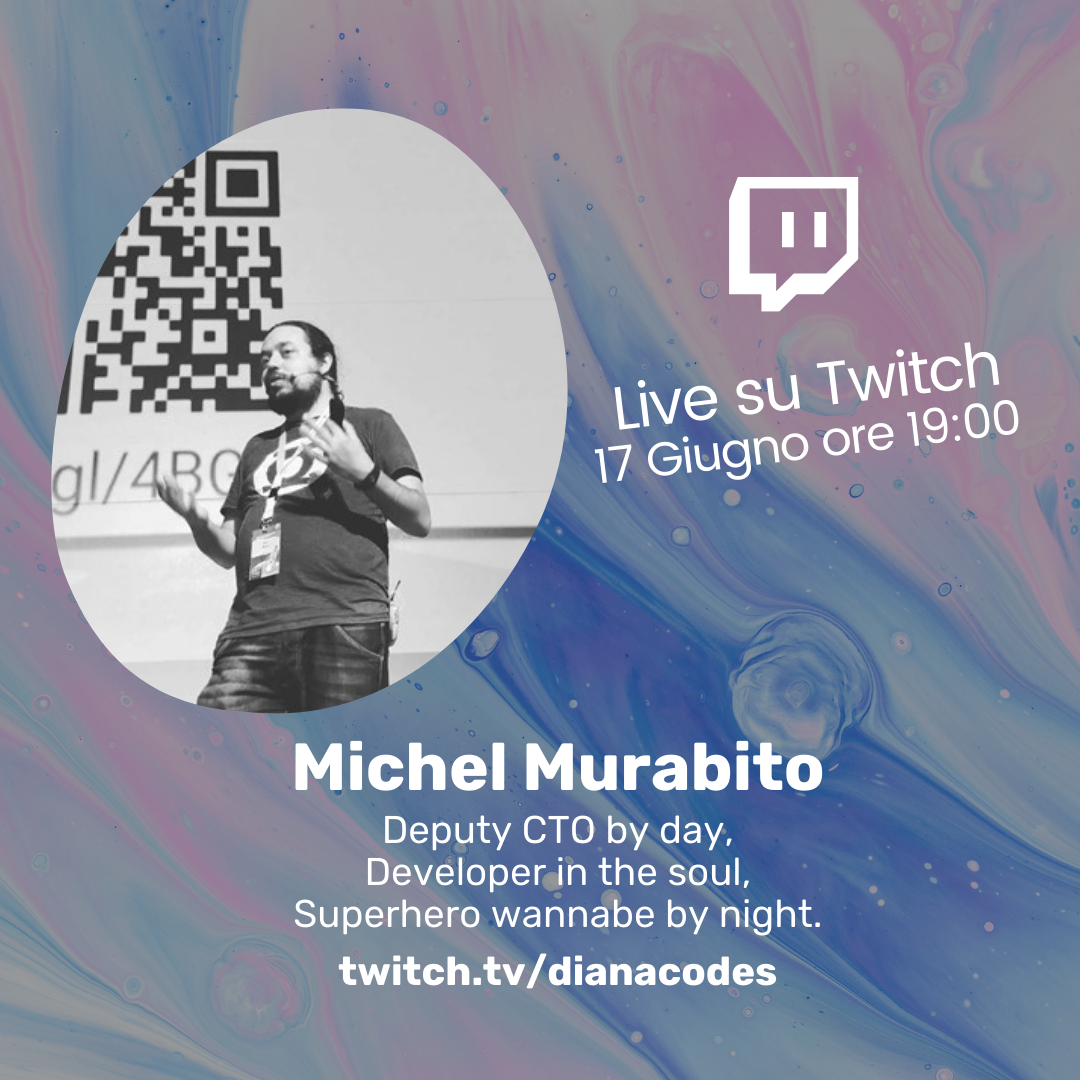 gl/4BG
Live su Twitch
17 Giugno ore 19:00
Michel Murabito
Deputy CTO by day,
Developer in the soul,
Superhero wannabe by night.
twitch.tv/dianacodes